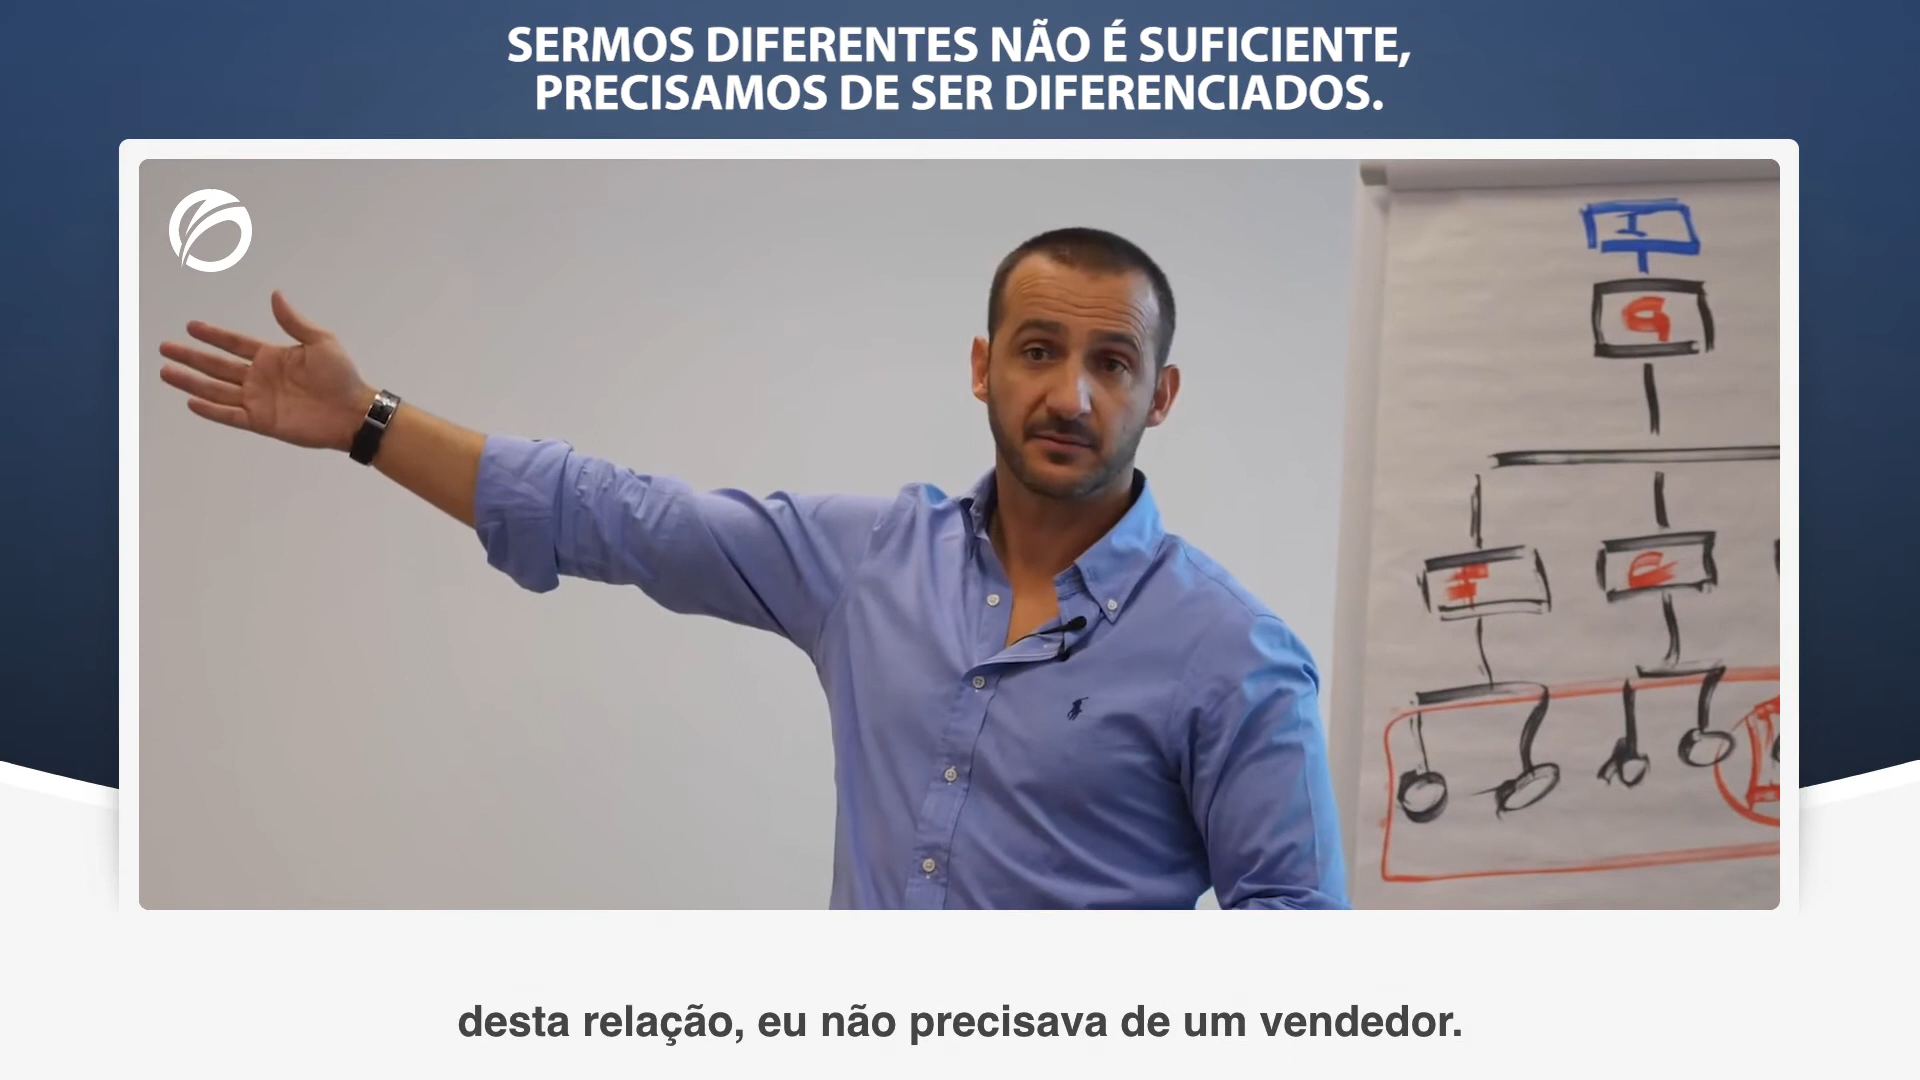 SERMOS DIFERENTES NÃO É SUFICIENTE,
PRECISAMOS DE SER DIFERENCIADOS.
I
G
desta relação, eu não precisava de um vendedor.